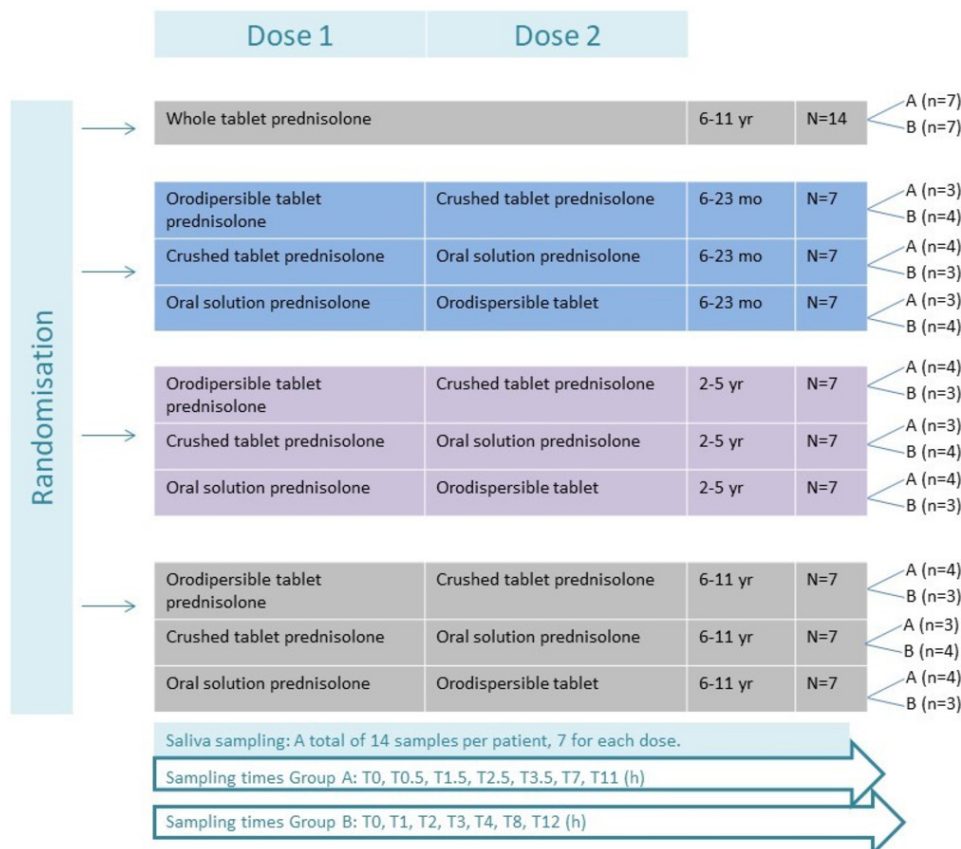 Dose 1 Dose 2
Randomisation
Whole tablet prednisolone 6-11 yr N=14
A (n=7)
B (n=7)
Orodipersible tablet Crushed tablet prednisolone 6-23 mo N=7
prednisolone
A (n=3)
B (n=4)
Crushed tablet prednisolone Oral solution prednisolone 6-23 mo N=7
A (n=4)
B (n=3)
Oral solution prednisolone Orodispersible tablet 6-23 mo N=7
A (n=3)
B (n=4)
Orodipersible tablet Crushed tablet prednisolone 2-5 yr N=7
prednisolone
A (n=4)
B (n=3)
Crushed tablet prednisolone Oral solution prednisolone 2-5 yr N=7
A (n=3)
B (n=4)
Oral solution prednisolone Orodispersible tablet 2-5 yr N=7
A (n=4)
B (n=3)
Orodipersible tablet Crushed tablet prednisolone 6-11 yr N=7
prednisolone
A (n=4)
B (n=3)
Crushed tablet prednisolone Oral solution prednisolone 6-11 yr N=7
A (n=3)
B (n=4)
Oral solution prednisolone Orodispersible tablet 6-11 yr N=7
A (n=4)
B (n=3)
Saliva sampling: A total of 14 samples per patient, 7 for each dose.
Sampling times Group A: T0, T0.5, T1.5, T2.5, T3.5, T7, T11 (h)
Sampling times Group B: T0, T1, T2, T3, T4, T8, T12 (h)